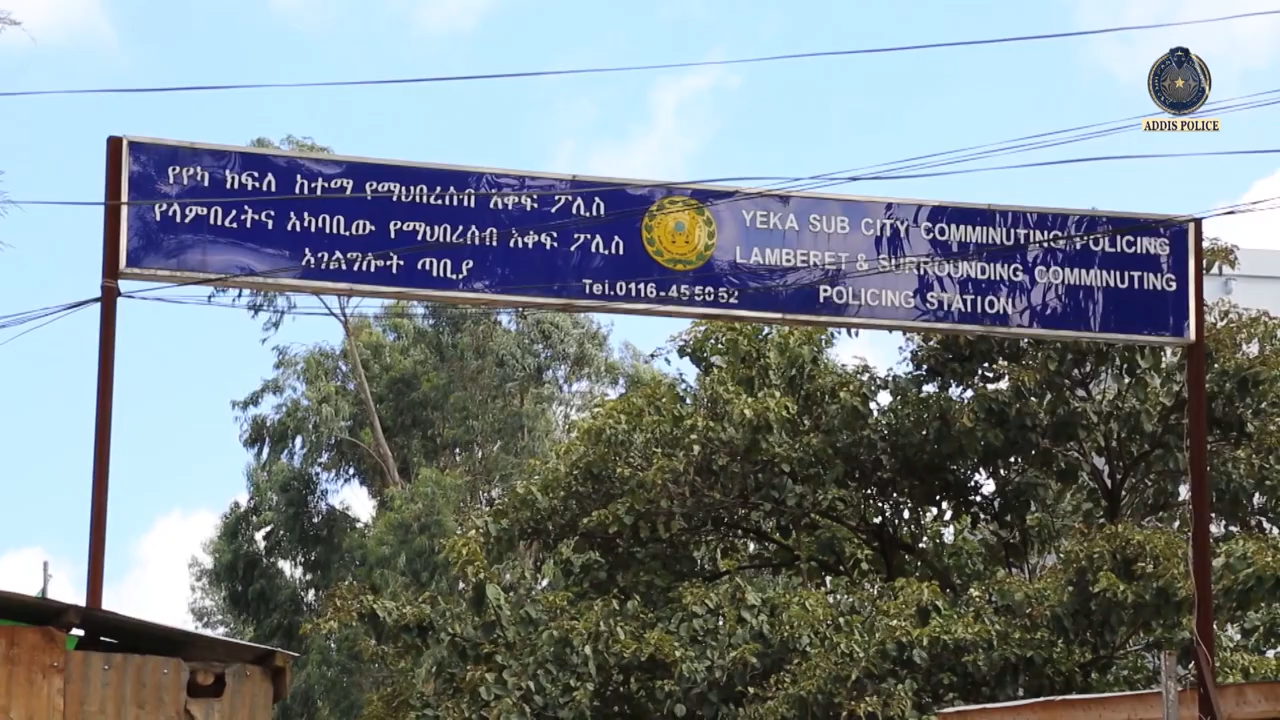 የየካ ክፍለ ከተማ የማህበረሰብ አቀፍ ፖሊስ
የላምበረትና አካባቢው የማህበረሰብ አቀፍ ፖሊስ
አገልግሎት ጣቢያ
Tel.0116-45 50 52
YEKA SUB CITY COMMINUTING POLICING
LAMBERET & SURROUNDING COMMINUTING
POLICING STATION
ADDIS POLICE